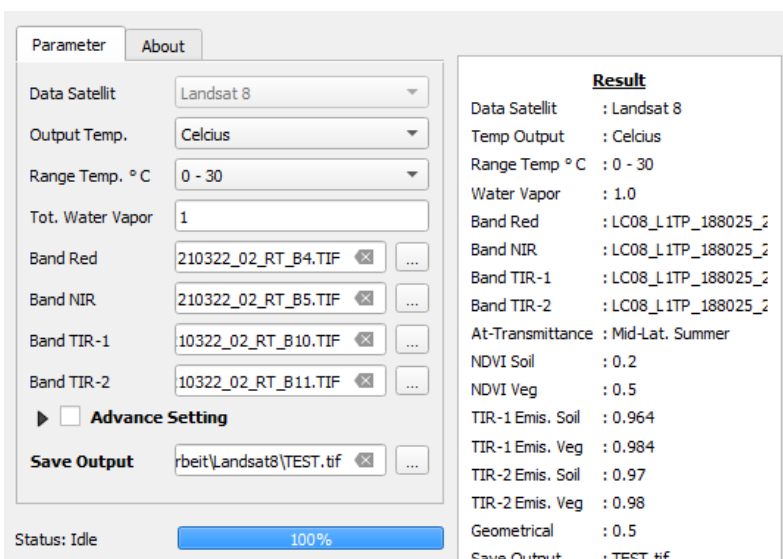 Parameter About
Data Satellit Landsat 8
Output Temp. Celcius
Range Temp. ° C 0 - 30
Tot. Water Vapor 1
Band Red 210322_02_RT_B4.TIF ...
Band NIR 210322_02_RT_B5.TIF ...
Band TIR-1 :10322_02_RT_B10.TIF ...
Band TIR-2 :10322_02_RT_B11.TIF ...
Advance Setting
Save Output rbeit\Landsat8\TEST.tif ...
Status: Idle 100%
Result
Data Satellit : Landsat 8
Temp Output : Celcius
Range Temp ° C : 0 - 30
Water Vapor : 1.0
Band Red : LC08_L1TP_188025_2
Band NIR : LC08_L1TP_188025_2
Band TIR-1 : LC08_L1TP_188025_2
Band TIR-2 : LC08_L1TP_188025_2
At-Transmittance : Mid-Lat. Summer
NDVI Soil : 0.2
NDVI Veg : 0.5
TIR-1 Emis. Soil : 0.964
TIR-1 Emis. Veg : 0.984
TIR-2 Emis. Soil : 0.97
TIR-2 Emis. Veg : 0.98
Geometrical : 0.5
Save Output : TEST.tif